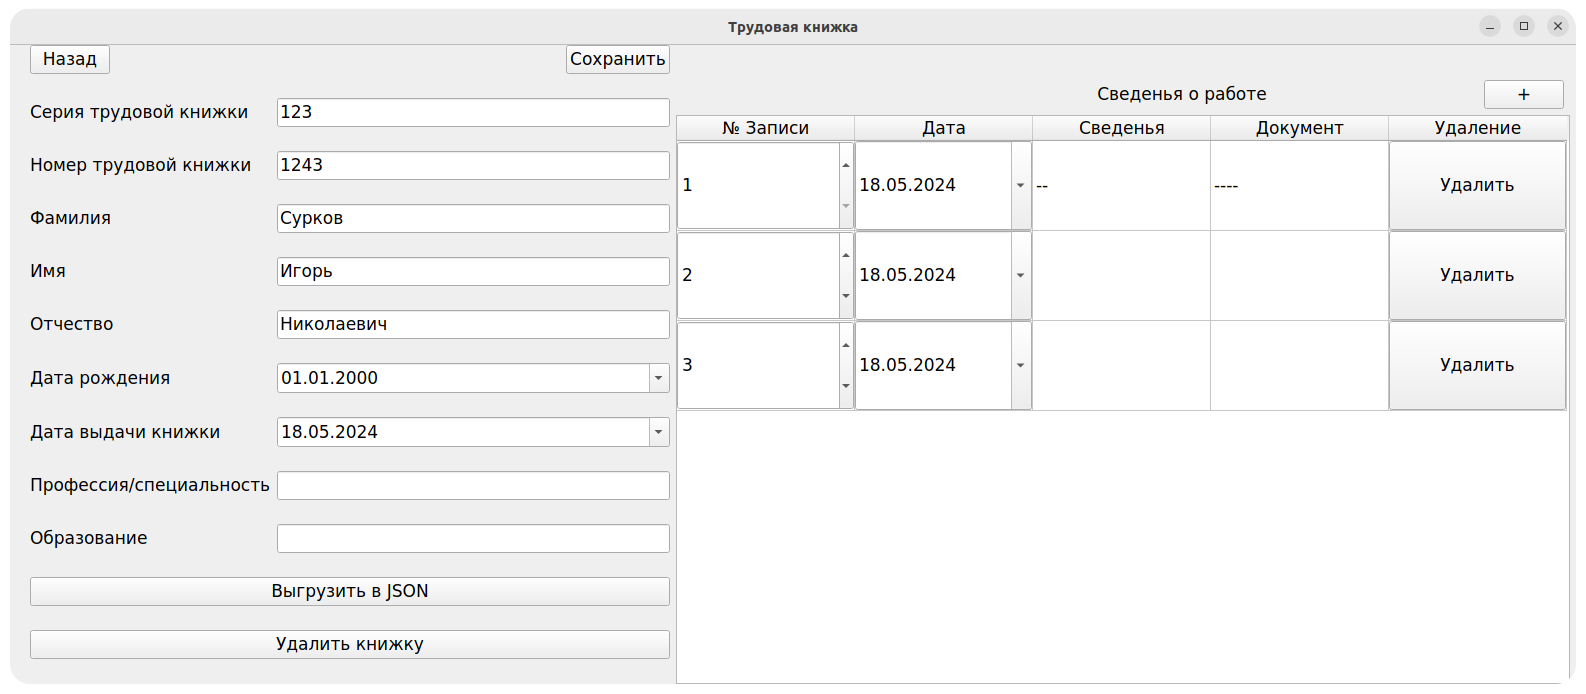 Трудовая книжка
Назад
Сохранить
Серия трудовой книжки 123
Номер трудовой книжки 1243
Фамилия Сурков
Имя Игорь
Отчество Николаевич
Дата рождения 01.01.2000
Дата выдачи книжки 18.05.2024
Профессия/специальность
Образование
Выгрузить в JSON
Удалить книжку
Сведенья о работе +
№ Записи Дата Сведенья Документ Удаление
1 18.05.2024 -- ---- Удалить
2 18.05.2024 Удалить
3 18.05.2024 Удалить